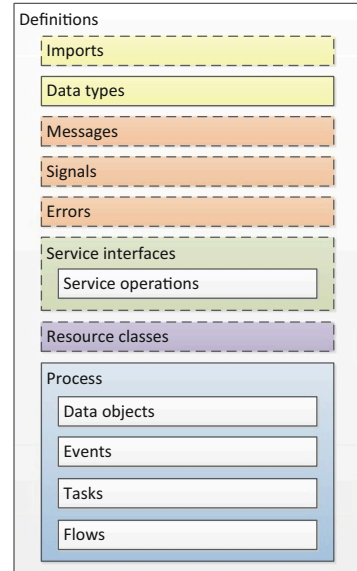 Definitions
Imports
Data types
Messages
Signals
Errors
Service interfaces
Service operations
Resource classes
Process
Data objects
Events
Tasks
Flows